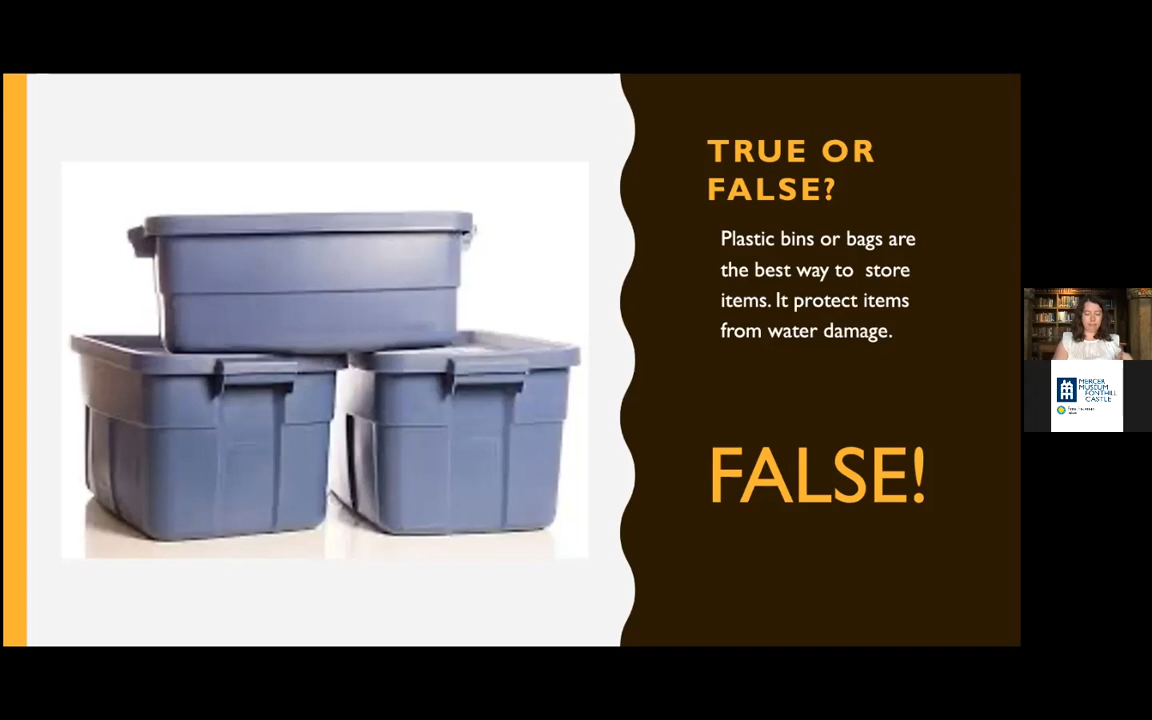 TRUE OR
FALSE?
Plastic bins or bags are
the best way to store
items. It protect items
from water damage.
FALSE!
MERCER
MUSEUM
FONTHILL
CASTLE